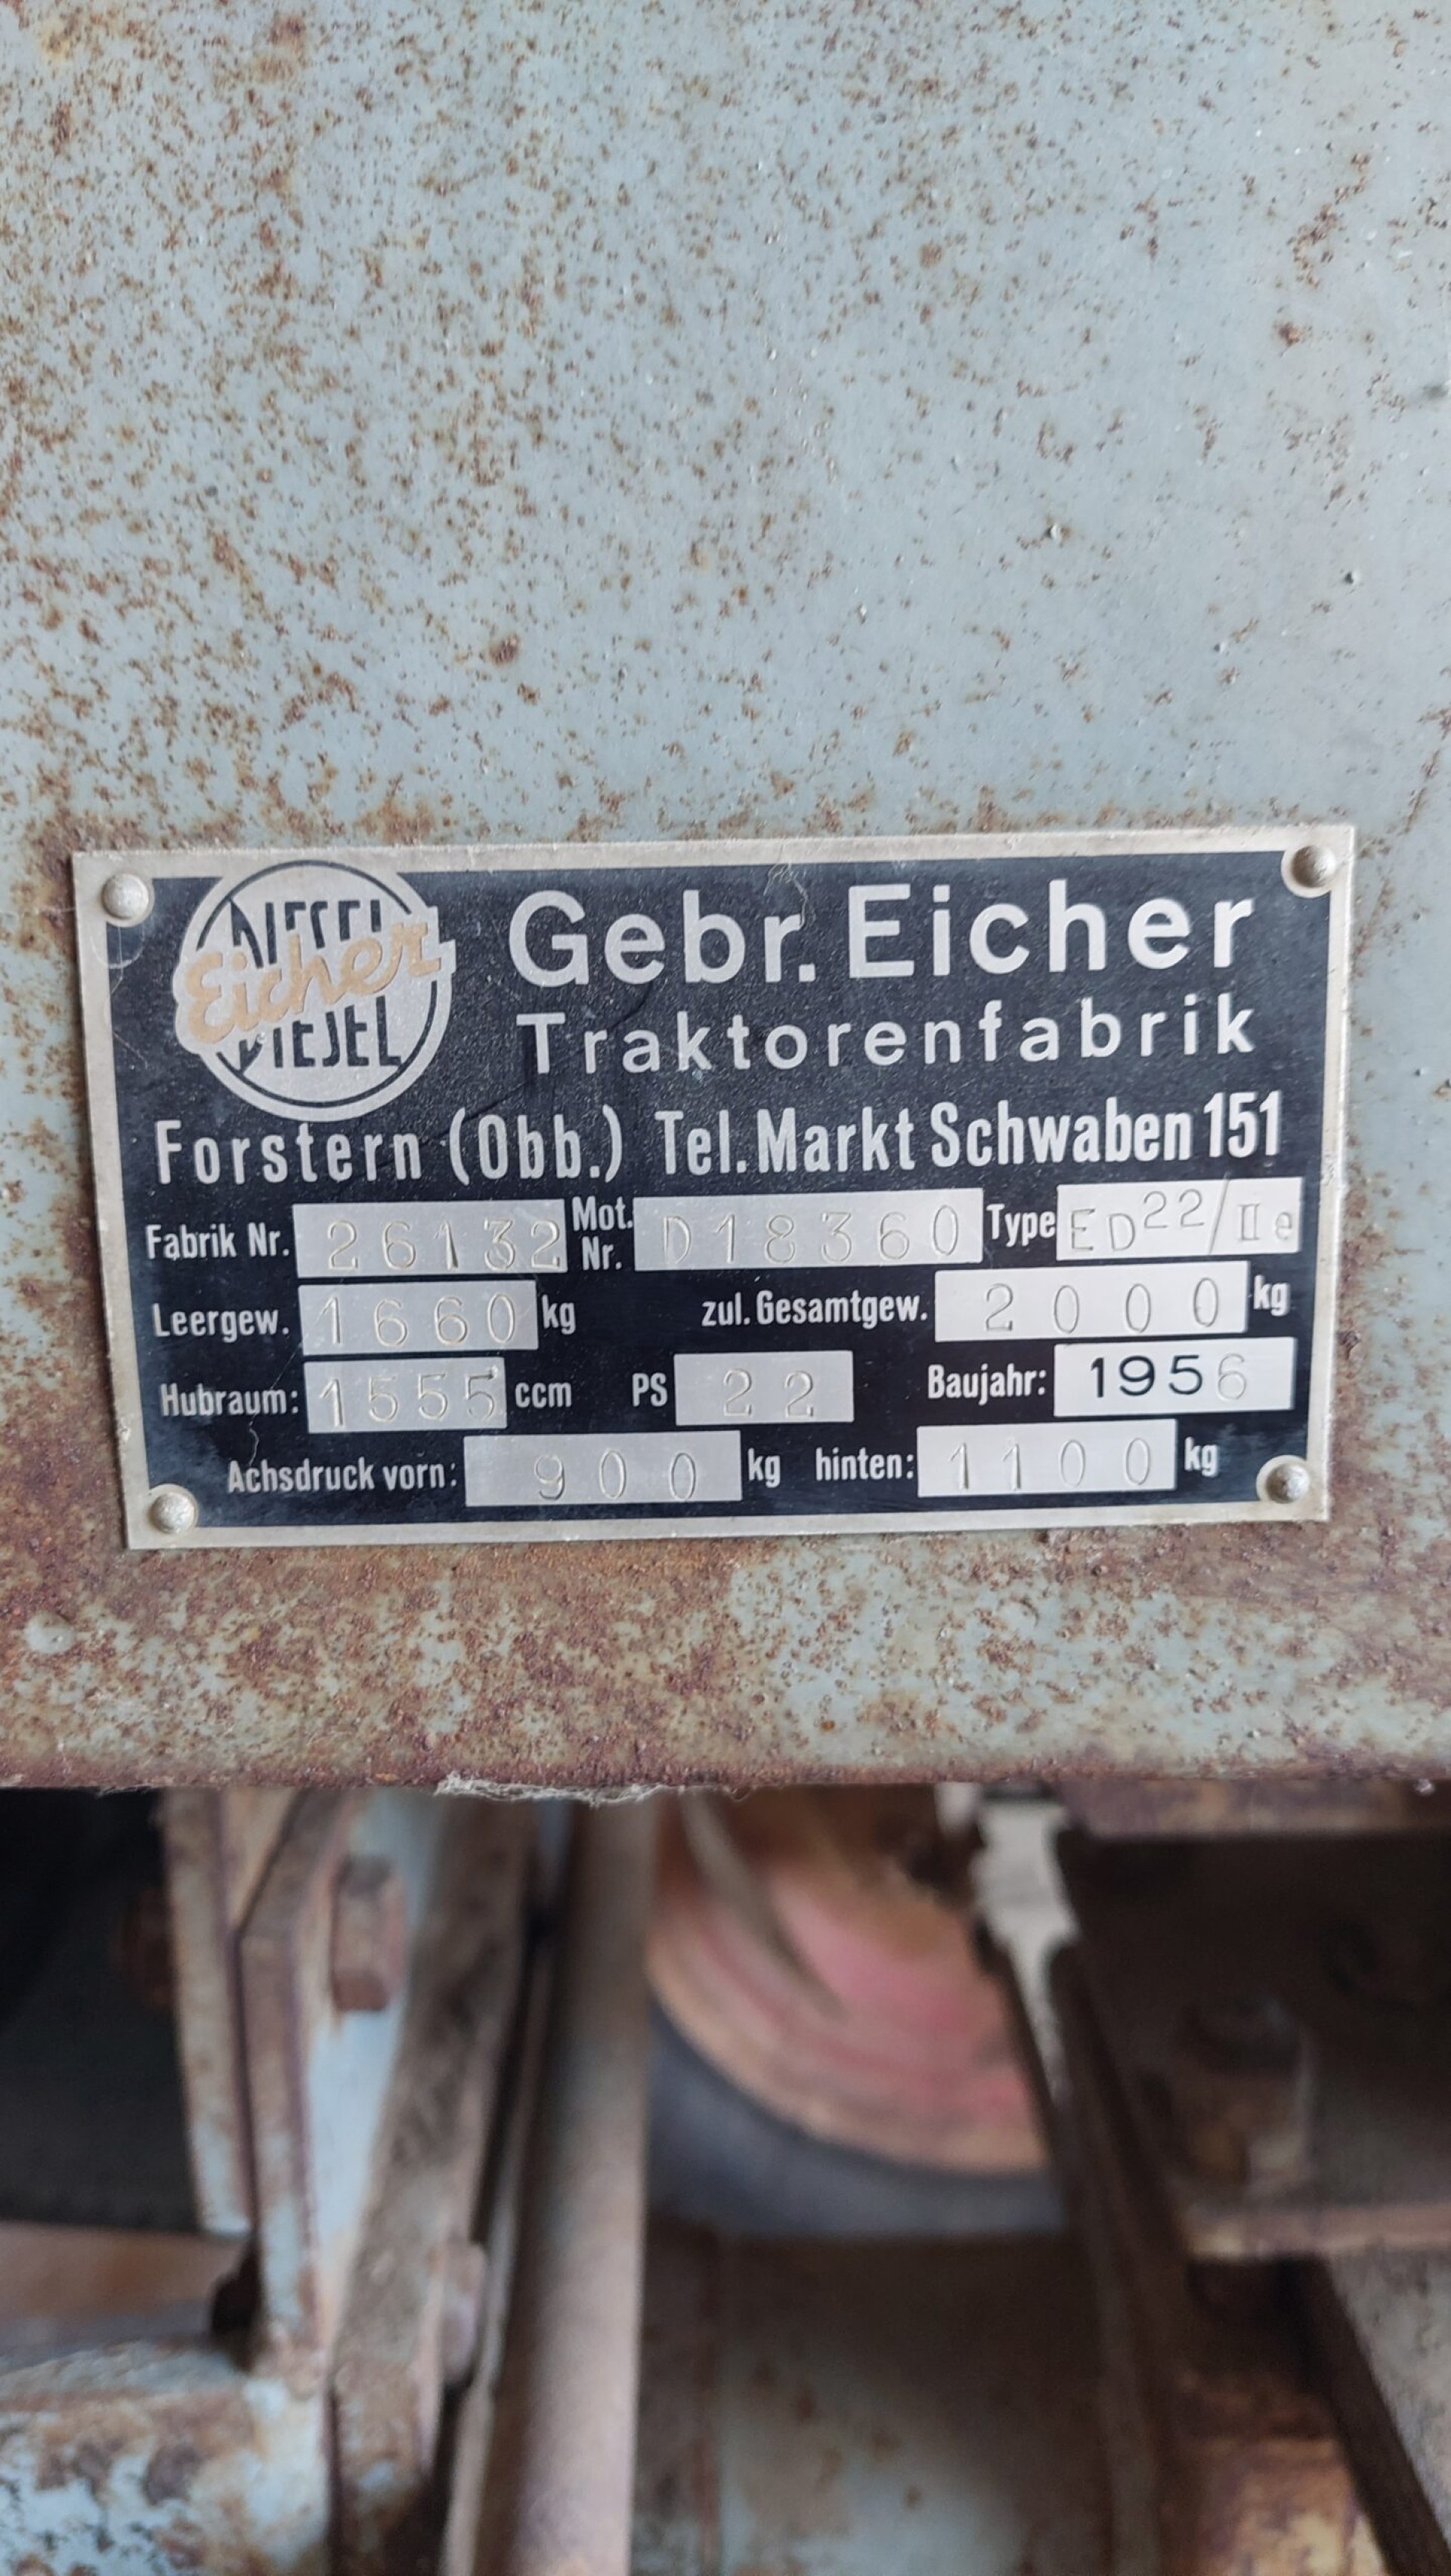 DIESEL
Eicher
DIESEL
Gebr. Eicher
Traktorenfabrik
Forstern (Obb.) Tel. Markt Schwaben 151
Fabrik Nr. 26132 Mot. Nr. D18360 Type ED22/IIe
Leergew. 1660 kg zul. Gesamtgew. 2000 kg
Hubraum: 1555 ccm PS 22 Baujahr: 1956
Achsdruck vorn: 900 kg hinten: 1100 kg